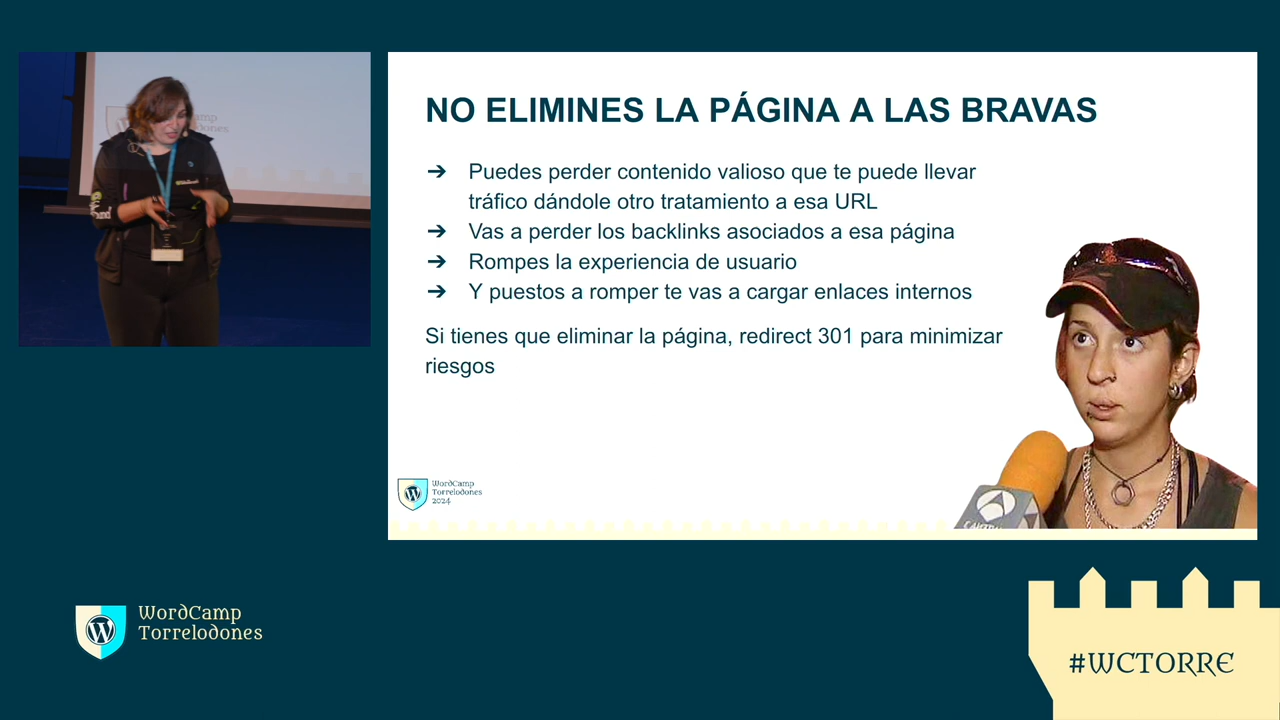 NO ELIMINES LA PÁGINA A LAS BRAVAS
➔ Puedes perder contenido valioso que te puede llevar
tráfico dándole otro tratamiento a esa URL
➔ Vas a perder los backlinks asociados a esa página
➔ Rompes la experiencia de usuario
➔ Y puestos a romper te vas a cargar enlaces internos
Si tienes que eliminar la página, redirect 301 para minimizar
riesgos
WordCamp
Torrelodones
2024
WordCamp
Torrelodones
#WCTORRE